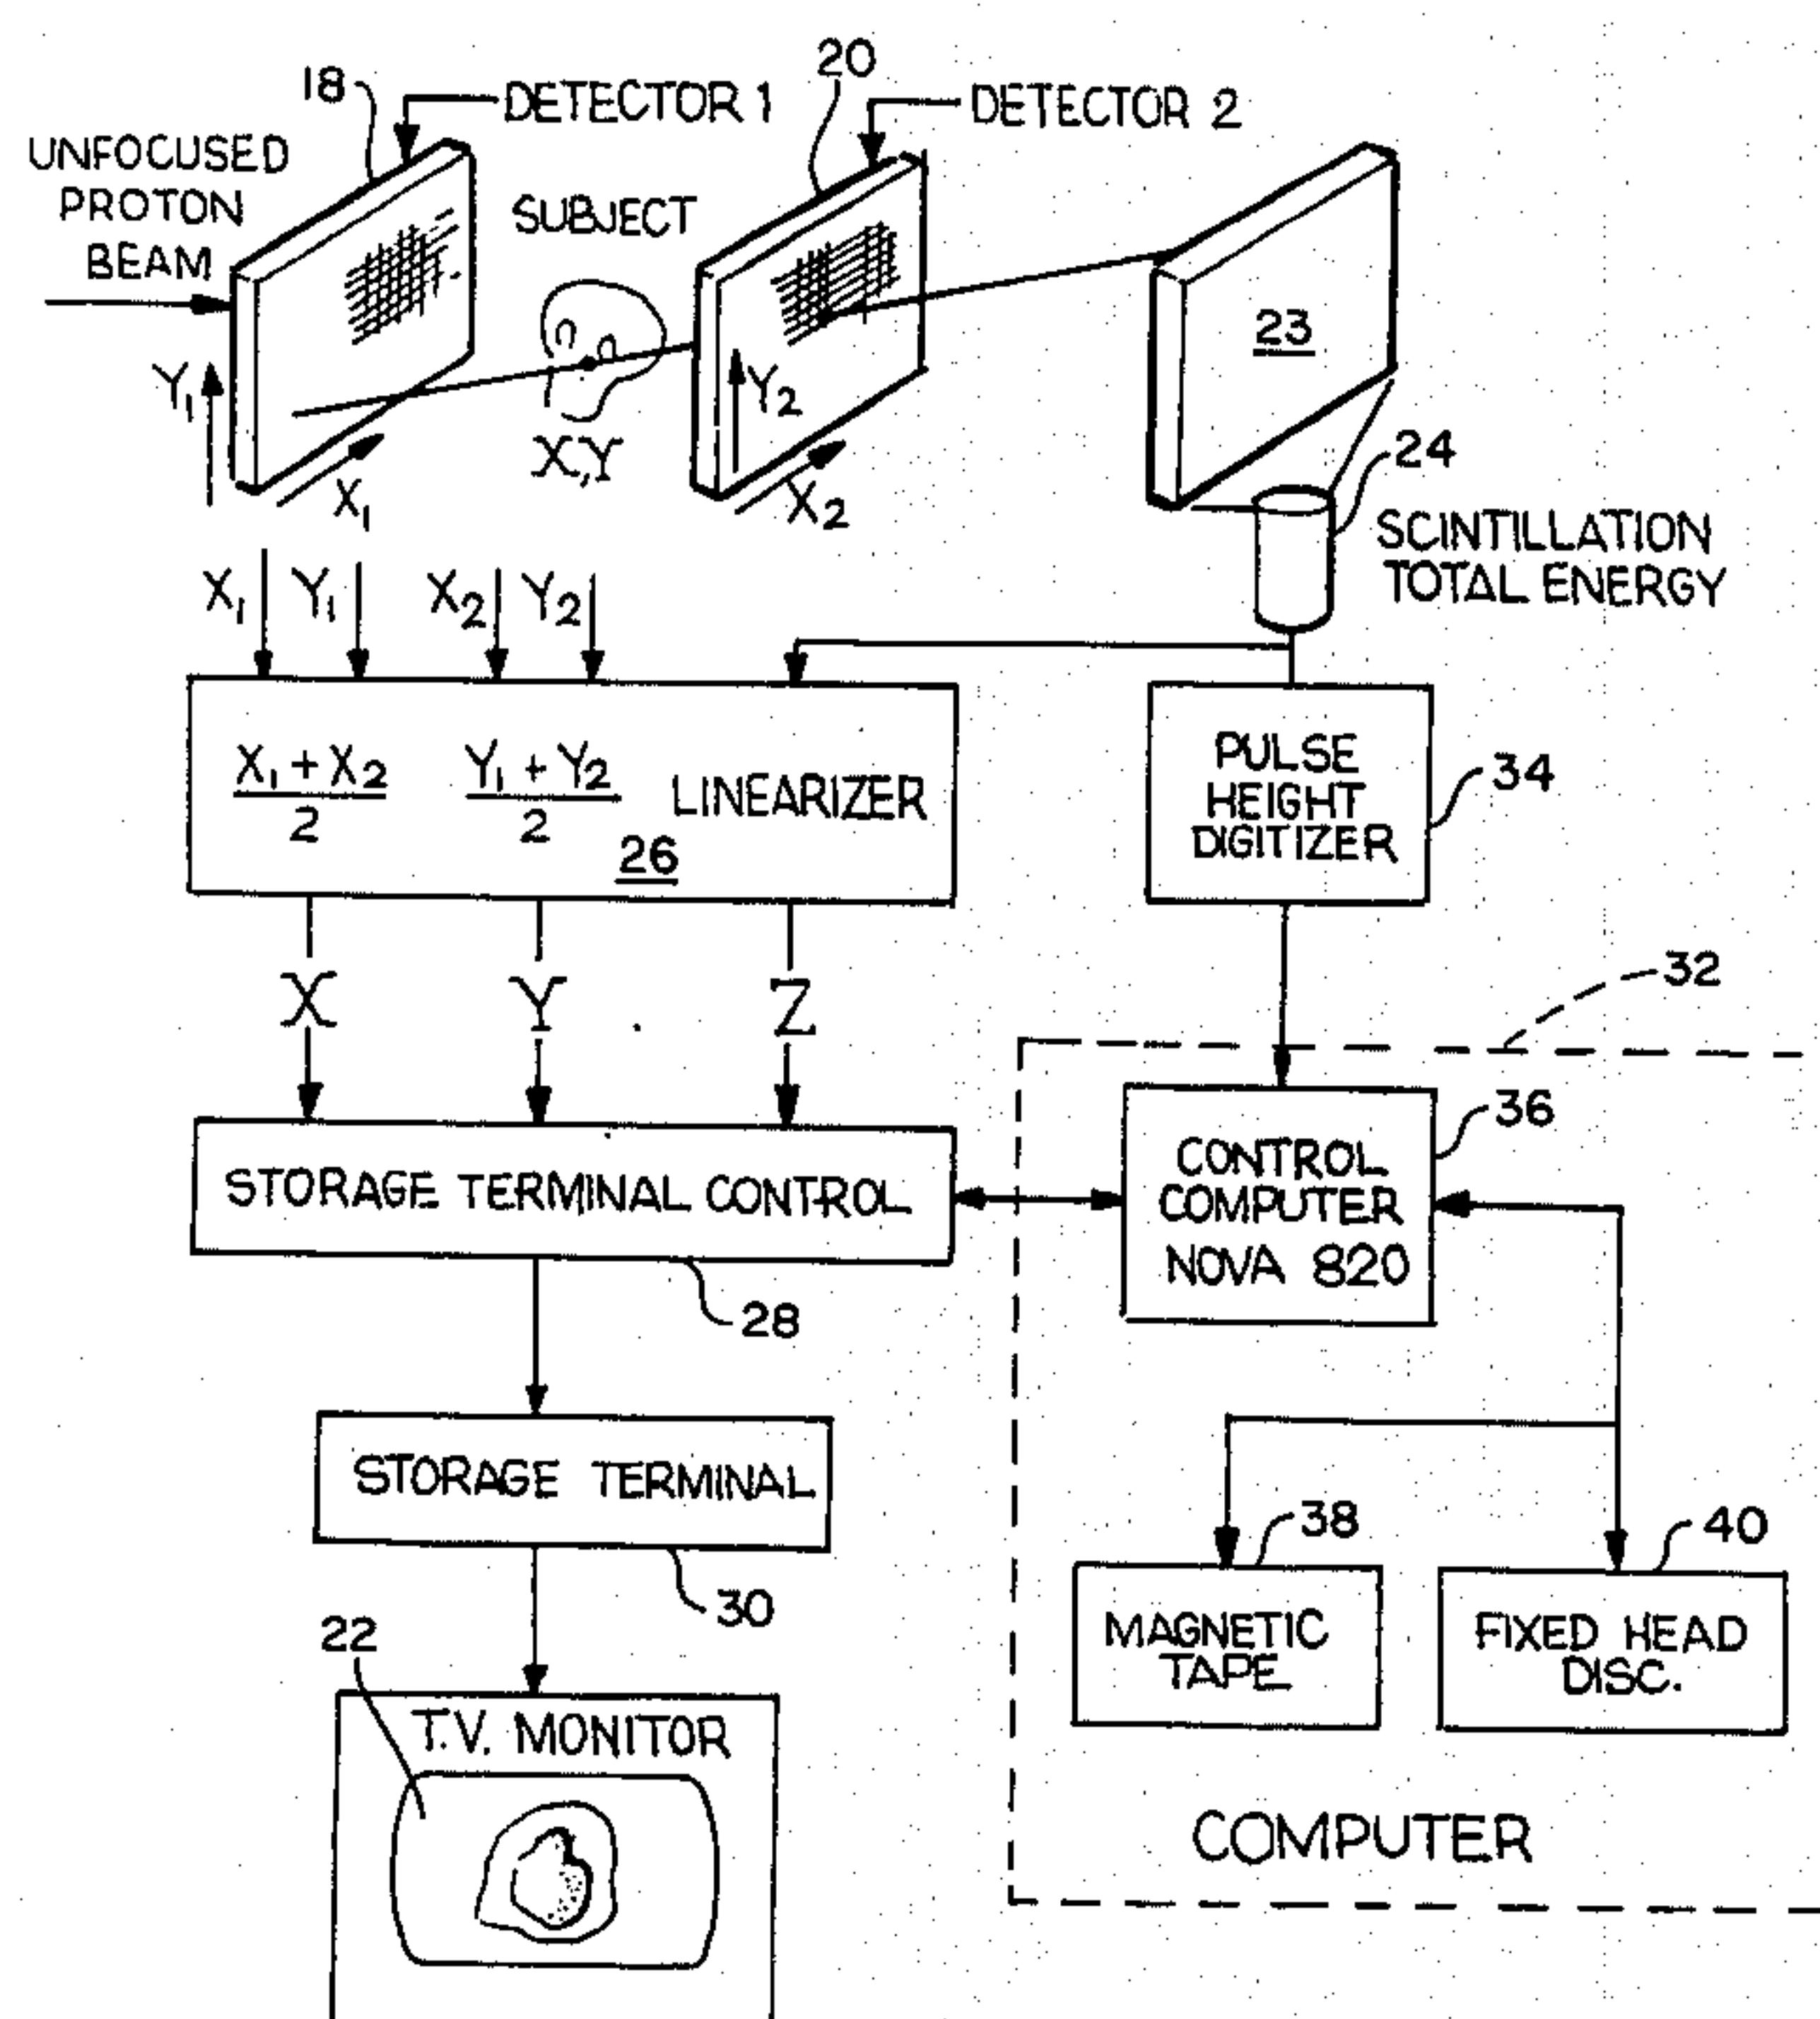 18
DETECTOR 1
20
DETECTOR 2
UNFOCUSED
PROTON
BEAM
SUBJECT
23
Y₁
X₁
X,Y
Y₂
X₂
24
SCINTILLATION
TOTAL ENERGY
X₁ Y₁ X₂ Y₂
X₁ + X₂
2
Y₁ + Y₂
2
LINEARIZER
26
PULSE
HEIGHT
DIGITIZER
34
X Y Z
32
STORAGE TERMINAL CONTROL
28
CONTROL
COMPUTER
NOVA 820
36
STORAGE TERMINAL
30
38
MAGNETIC
TAPE
40
FIXED HEAD
DISC.
22
T.V. MONITOR
COMPUTER